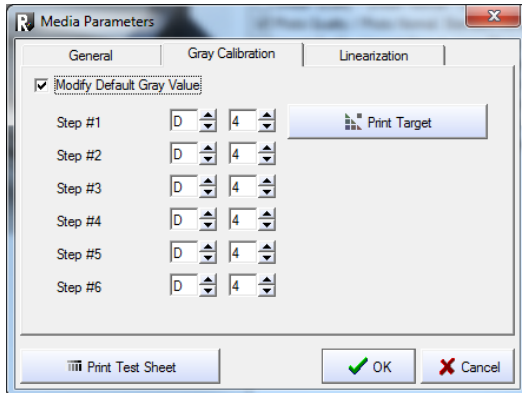 Media Parameters
General Gray Calibration Linearization
Modify Default Gray Value
Step #1 D 4 Print Target
Step #2 D 4
Step #3 D 4
Step #4 D 4
Step #5 D 4
Step #6 D 4
Print Test Sheet OK Cancel